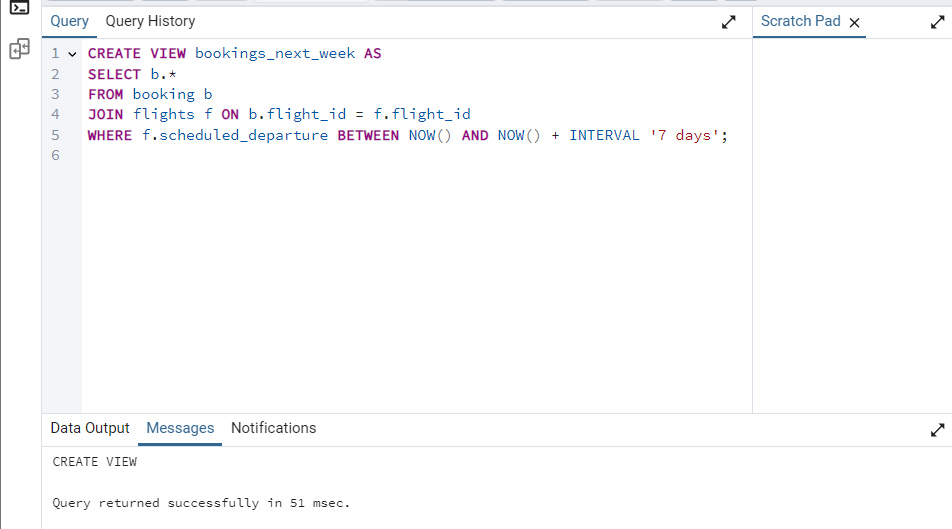 Query Query History
Scratch Pad
1 CREATE VIEW bookings_next_week AS
2 SELECT b.*
3 FROM booking b
4 JOIN flights f ON b.flight_id = f.flight_id
5 WHERE f.scheduled_departure BETWEEN NOW() AND NOW() + INTERVAL '7 days';
6
Data Output Messages Notifications
CREATE VIEW
Query returned successfully in 51 msec.